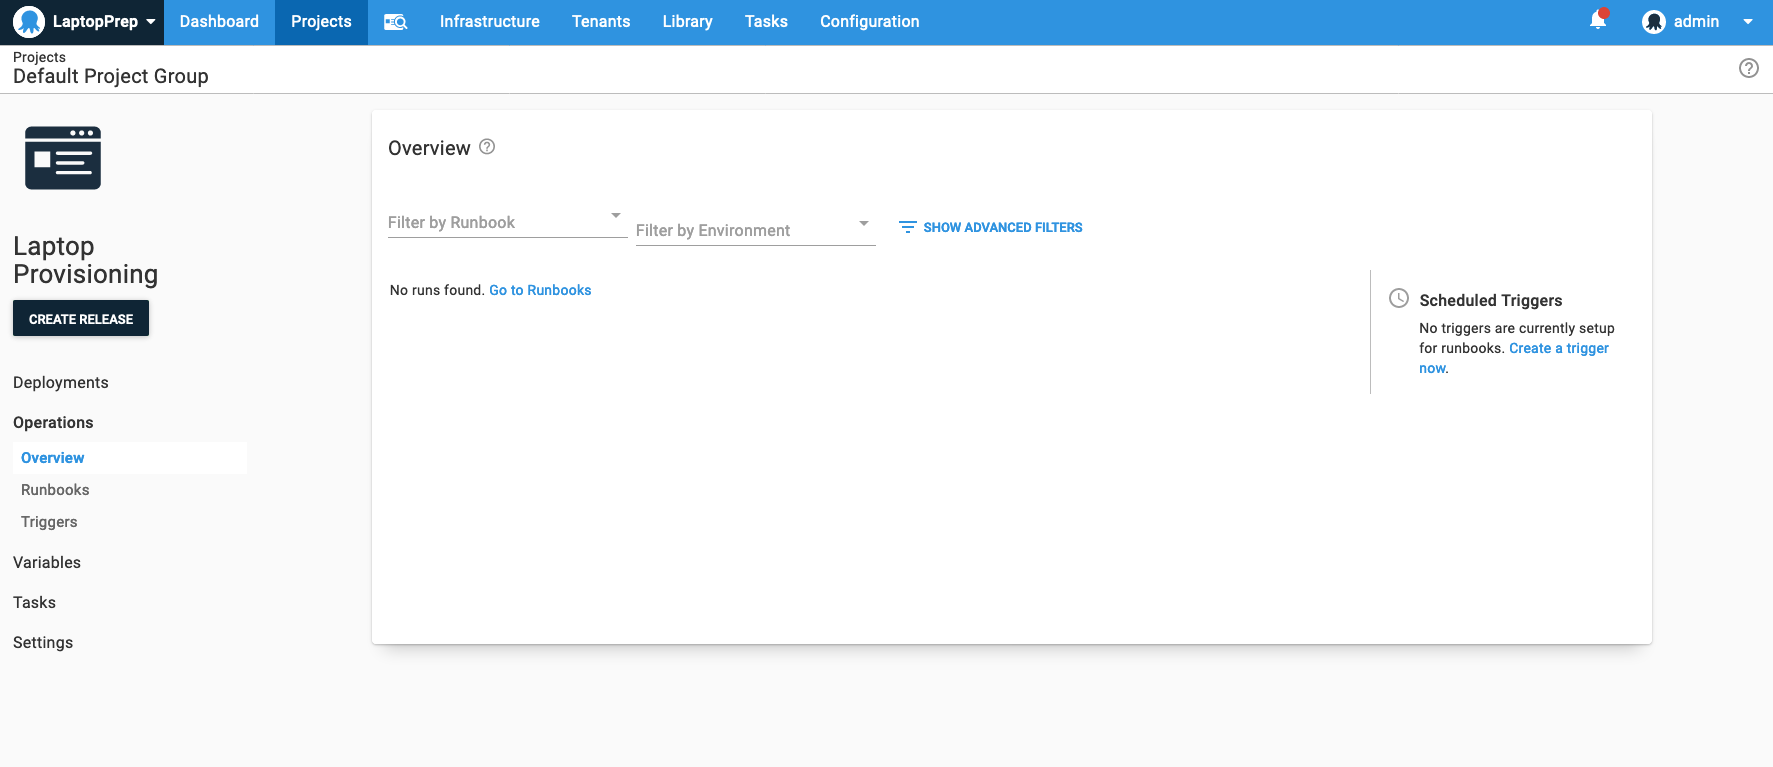 LaptopPrep
Dashboard
Projects
Infrastructure
Tenants
Library
Tasks
Configuration
admin
Projects
Default Project Group
Laptop
Provisioning
CREATE RELEASE
Deployments
Operations
Overview
Runbooks
Triggers
Variables
Tasks
Settings
Overview
Filter by Runbook
Filter by Environment
SHOW ADVANCED FILTERS
No runs found. Go to Runbooks
Scheduled Triggers
No triggers are currently setup
for runbooks. Create a trigger
now.